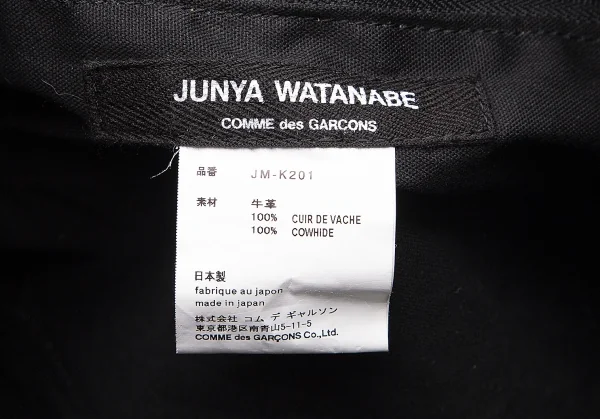 JUNYA WATANABE
COMME des GARÇONS
品番 JM-K201
素材 牛革
100% CUIR DE VACHE
100% COWHIDE
日本製
fabriqué au japon
made in japan
株式会社 コム デ ギャルソン
東京都港区南青山5-11-5
COMME des GARÇONS Co.,Ltd.